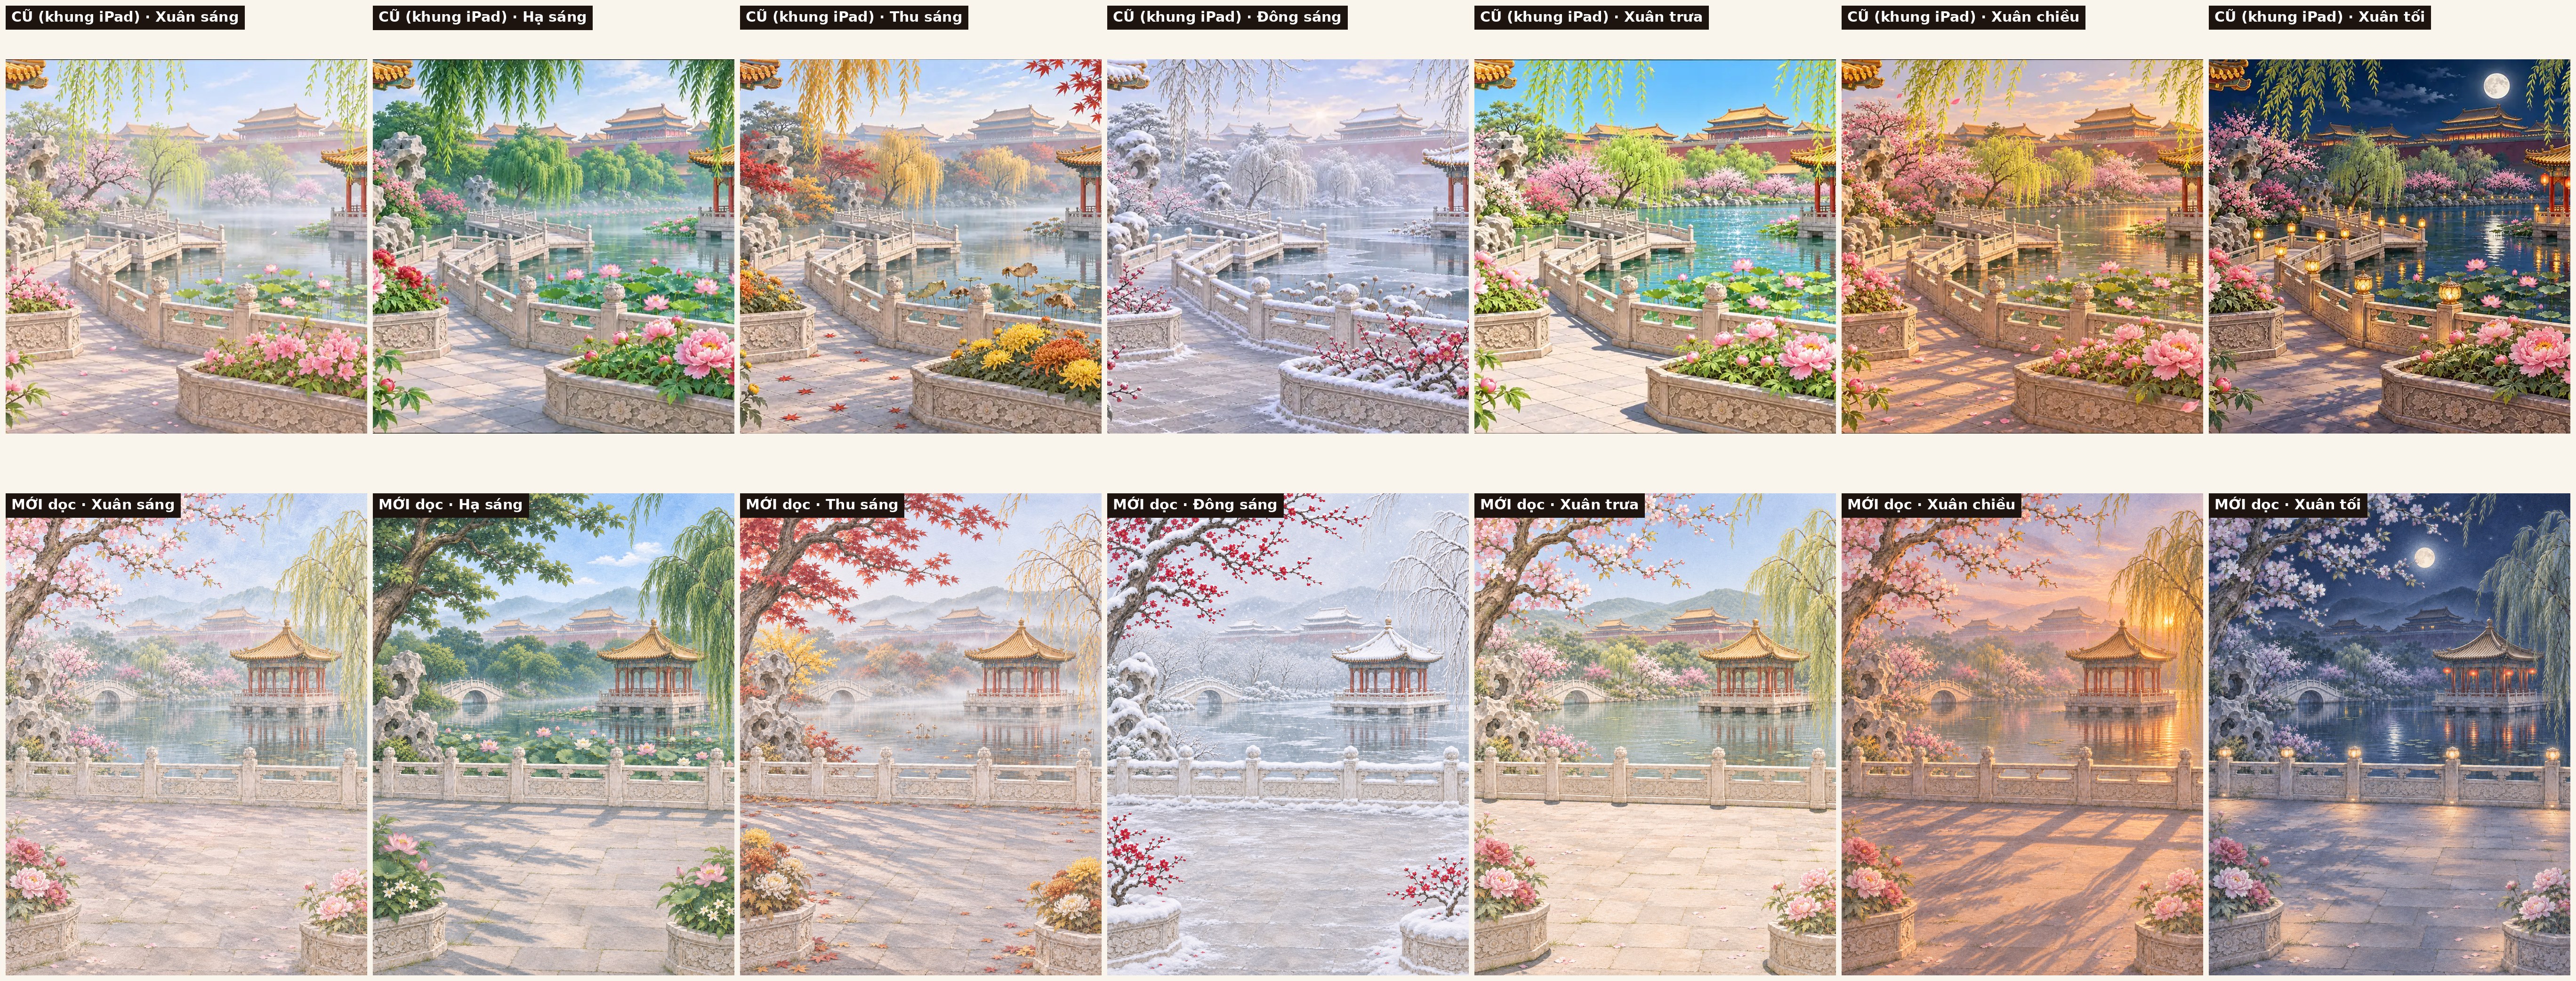 CŨ (khung iPad) · Xuân sáng
CŨ (khung iPad) · Hạ sáng
CŨ (khung iPad) · Thu sáng
CŨ (khung iPad) · Đông sáng
CŨ (khung iPad) · Xuân trưa
CŨ (khung iPad) · Xuân chiều
CŨ (khung iPad) · Xuân tối
MỚI dọc · Xuân sáng
MỚI dọc · Hạ sáng
MỚI dọc · Thu sáng
MỚI dọc · Đông sáng
MỚI dọc · Xuân trưa
MỚI dọc · Xuân chiều
MỚI dọc · Xuân tối